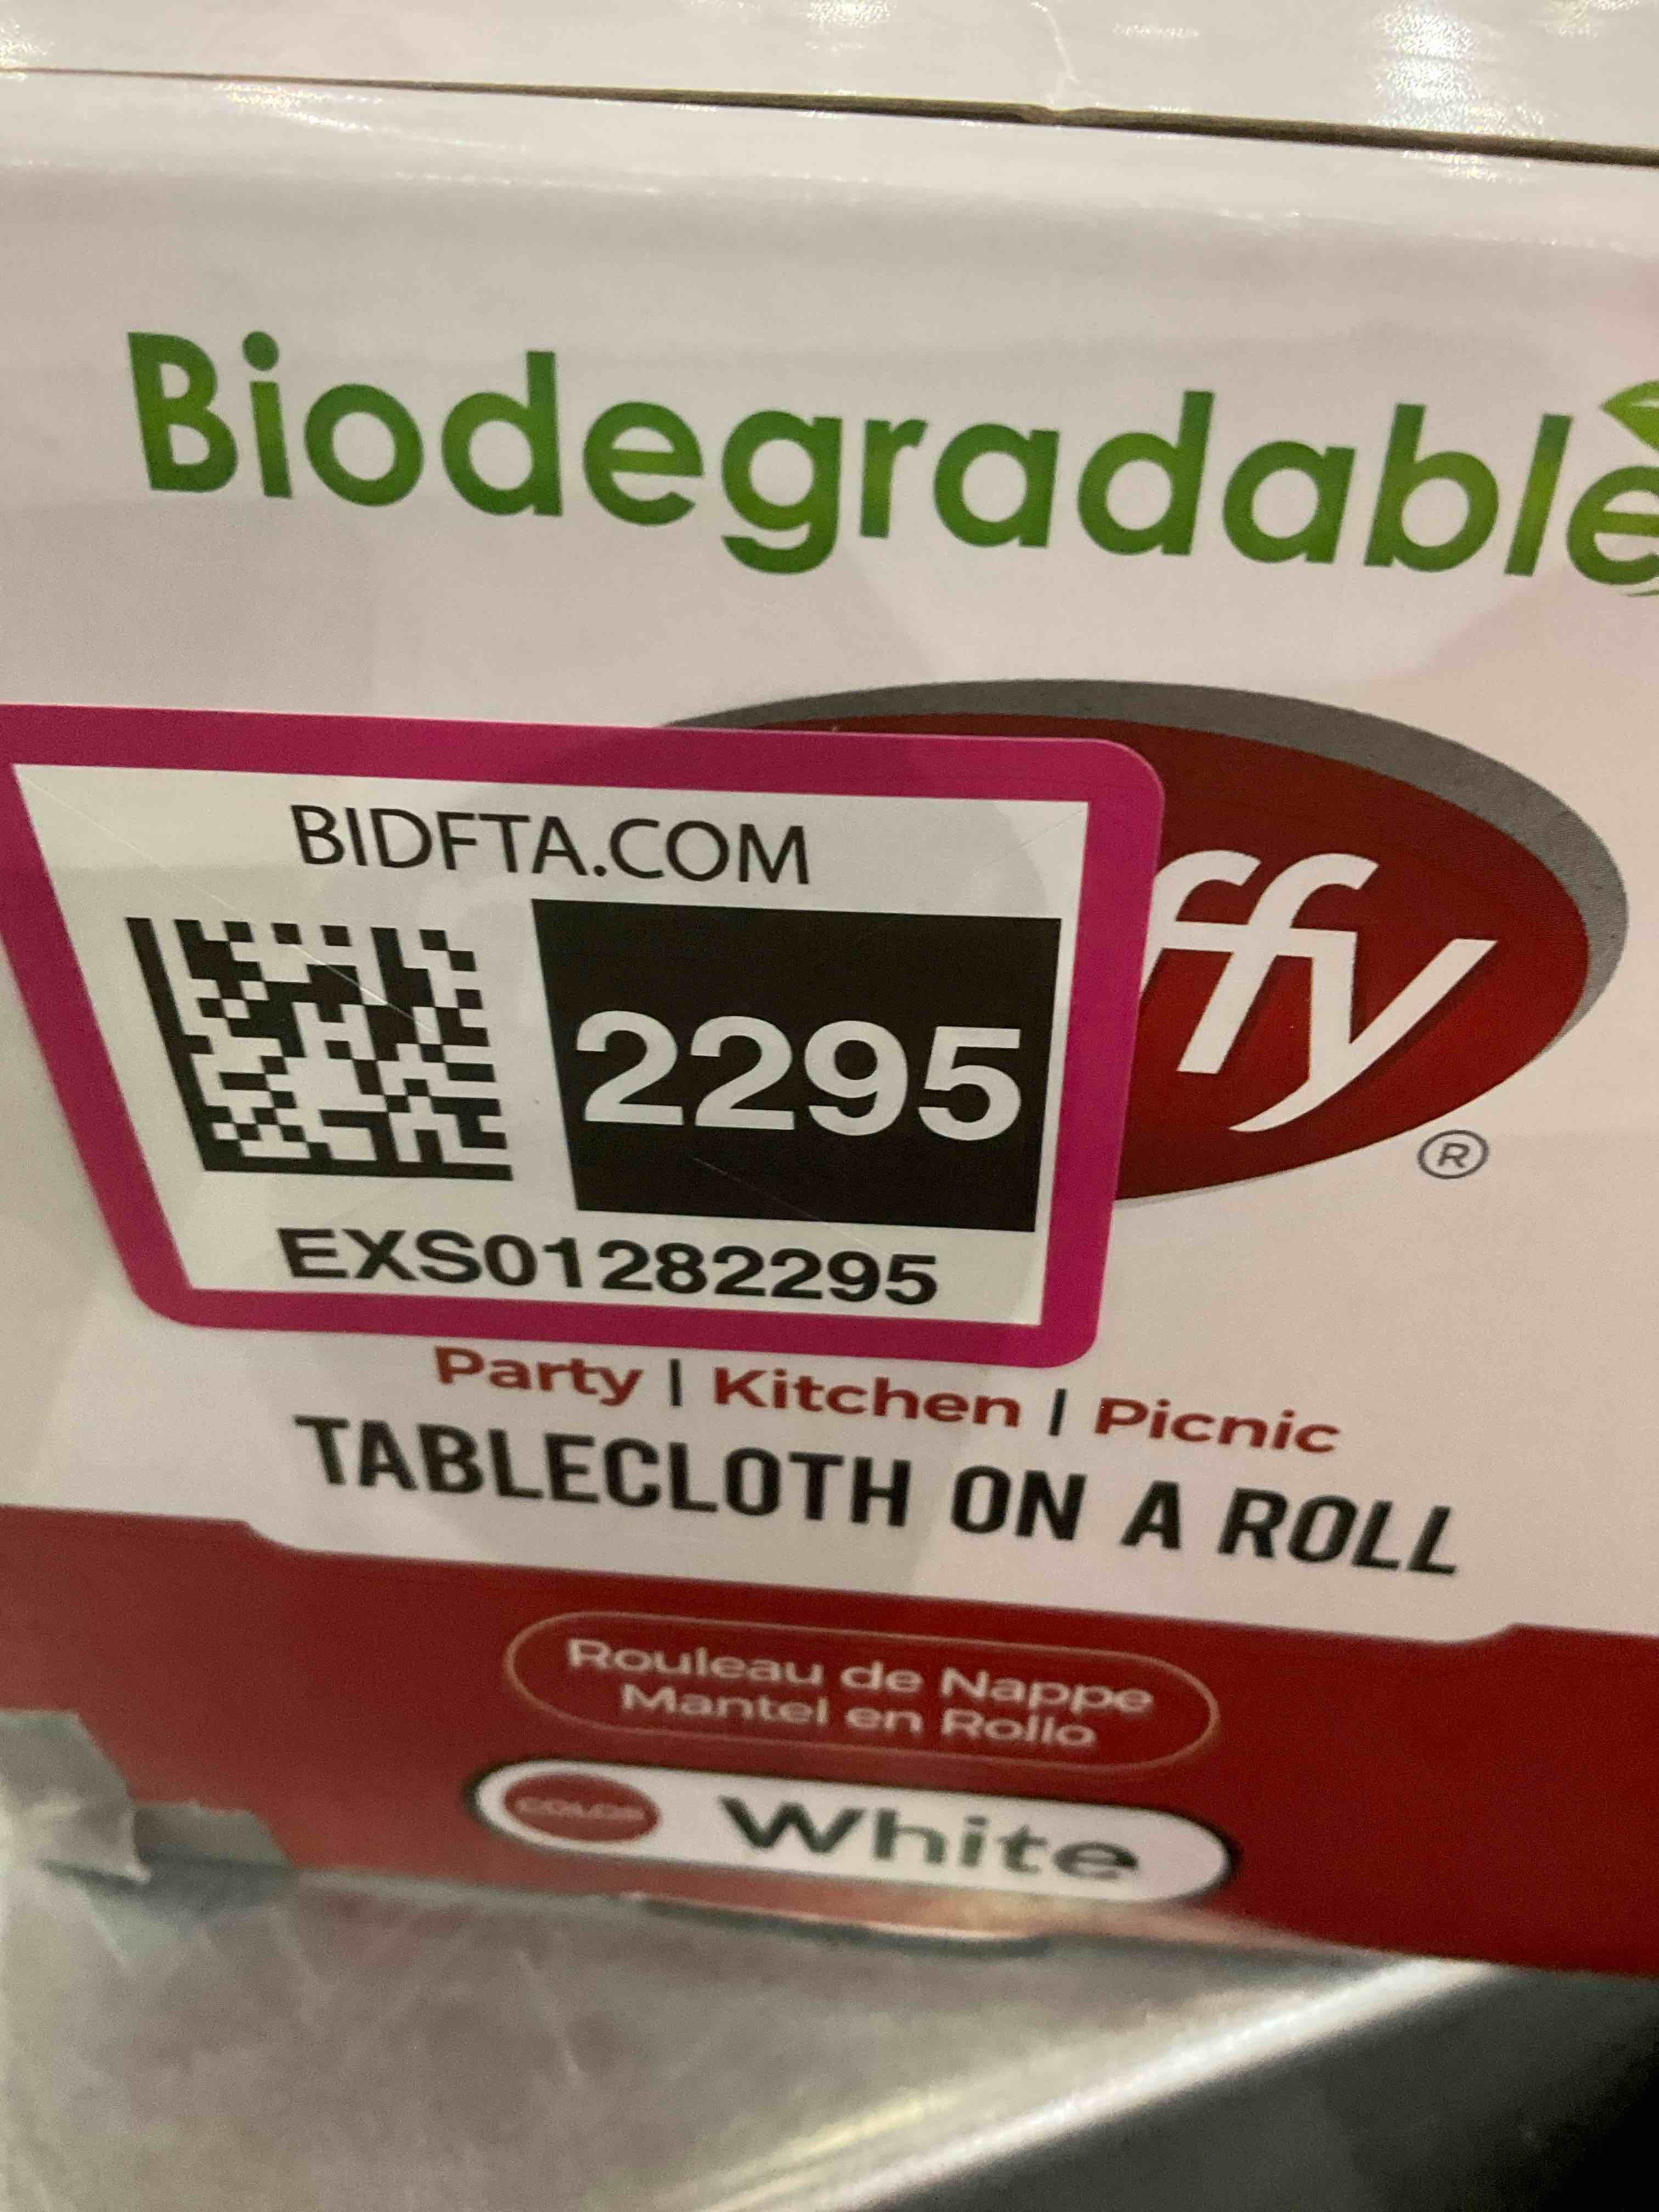 Biodegradable
BIDFTA.COM
2295
EXS01282295
ffy
®
Party | Kitchen | Picnic
TABLECLOTH ON A ROLL
Rouleau de Nappe
Mantel en Rollo
COLOR
White